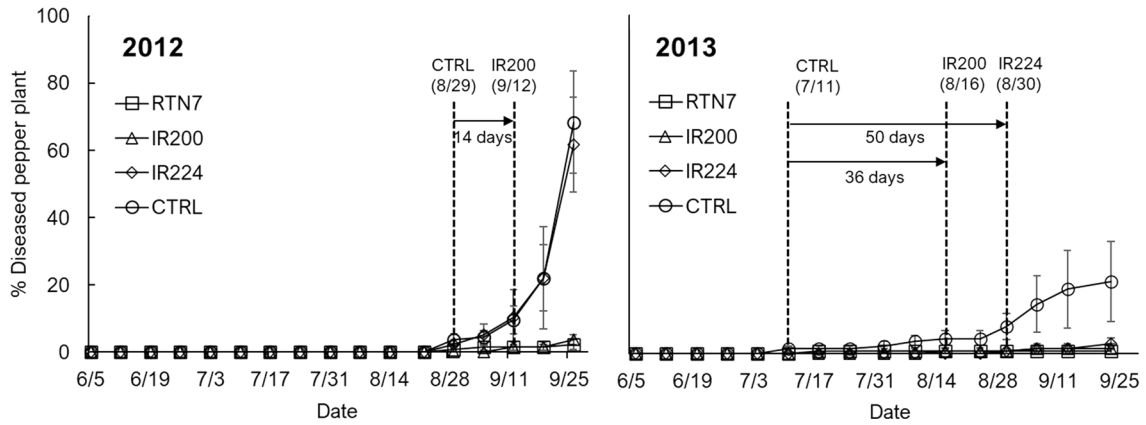 100
80
60
40
20
0
% Diseased pepper plant
2012
RTN7
IR200
IR224
CTRL
CTRL
(8/29)
IR200
(9/12)
14 days
6/5 6/19 7/3 7/17 7/31 8/14 8/28 9/11 9/25
Date
2013
RTN7
IR200
IR224
CTRL
CTRL
(7/11)
IR200
(8/16)
IR224
(8/30)
50 days
36 days
6/5 6/19 7/3 7/17 7/31 8/14 8/28 9/11 9/25
Date